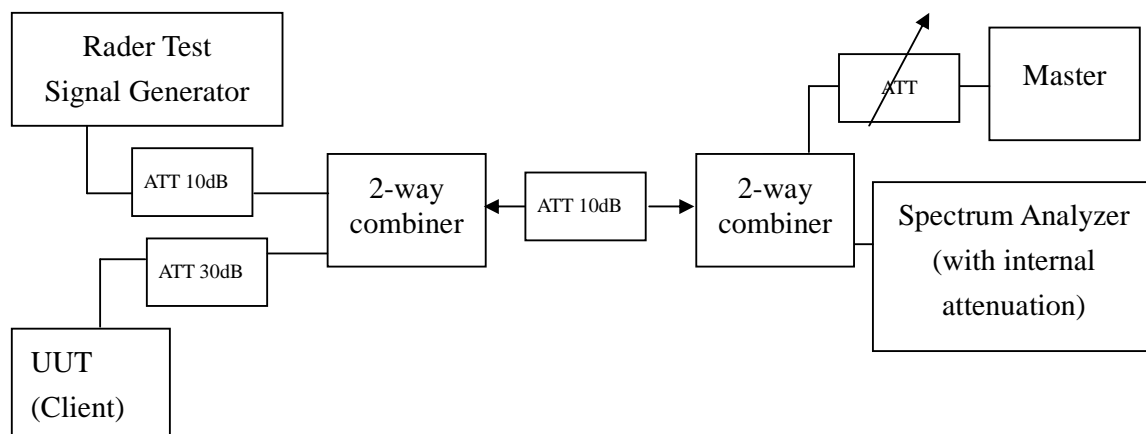 Rader Test
Signal Generator
ATT 10dB
ATT 30dB
UUT
(Client)
2-way
combiner
ATT 10dB
2-way
combiner
ATT
Master
Spectrum Analyzer
(with internal
attenuation)